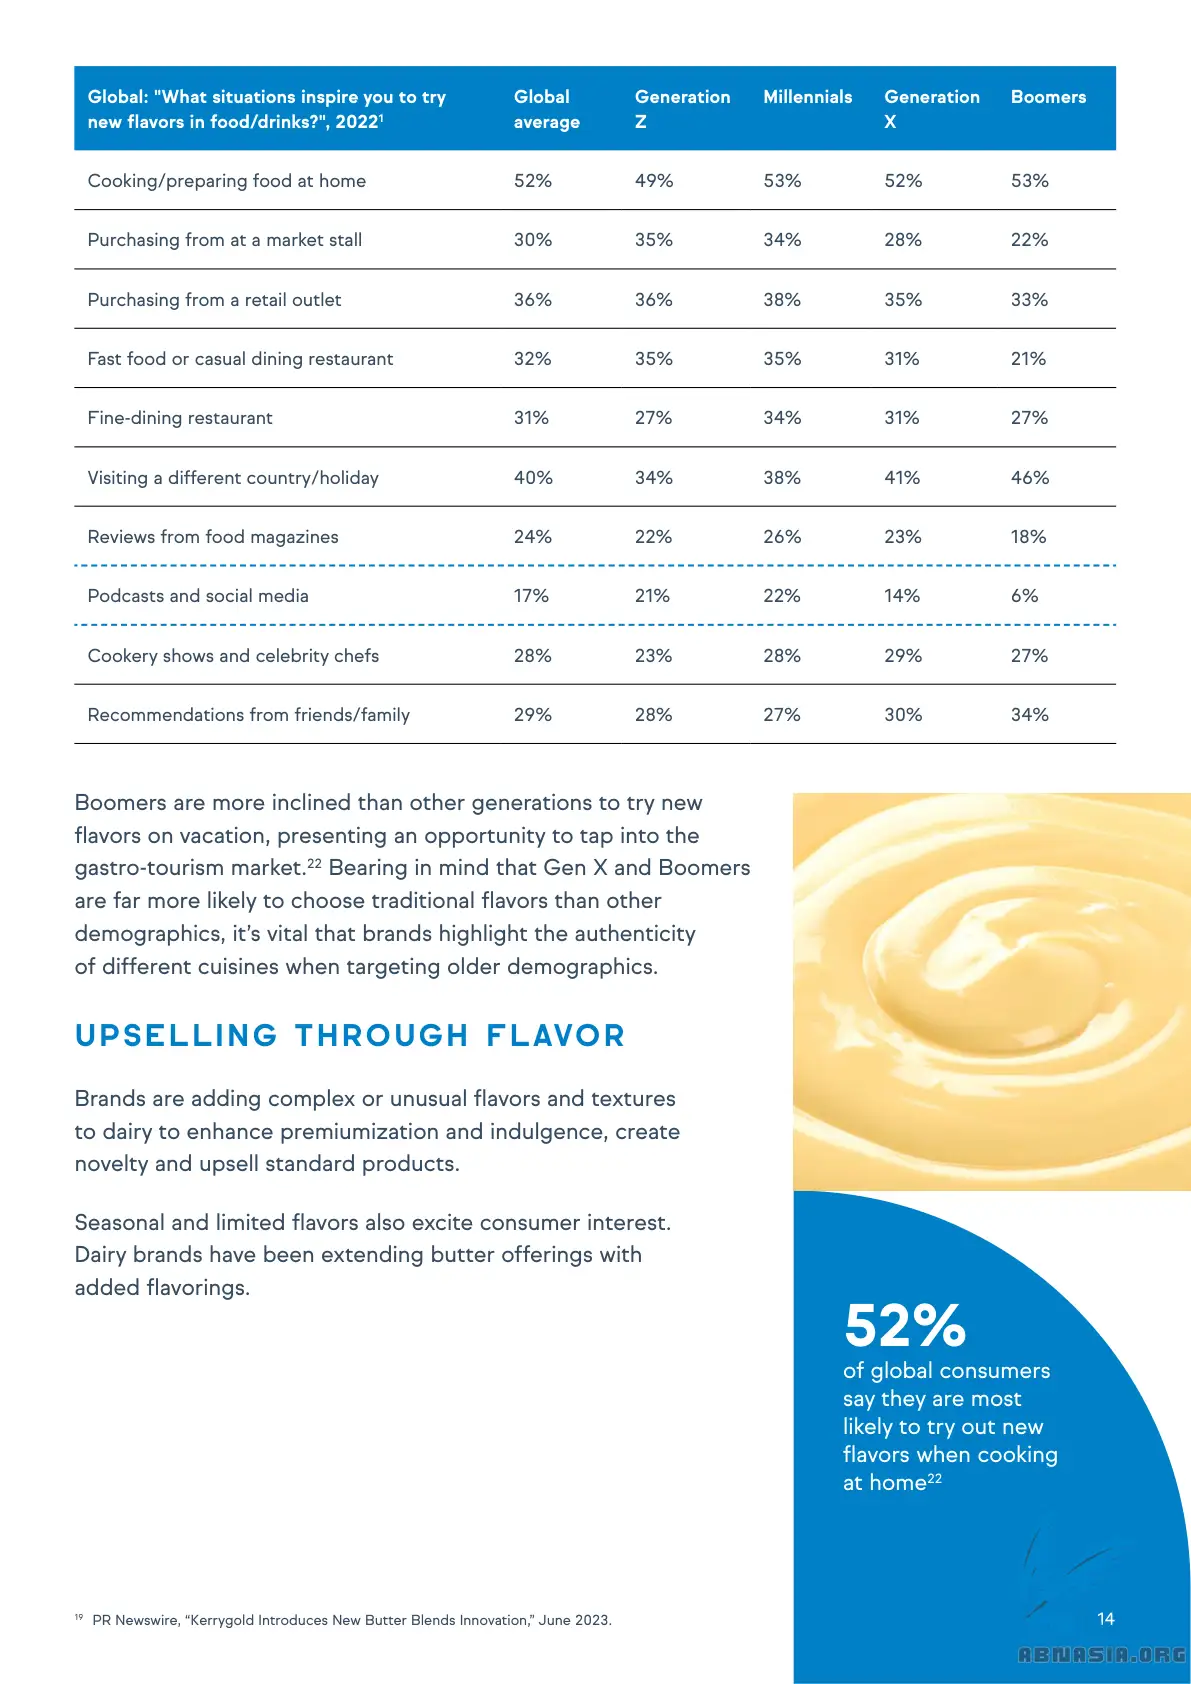 Global: "What situations inspire you to try new flavors in food/drinks?", 2022¹ Global average Generation Z Millennials Generation X Boomers
Cooking/preparing food at home 52% 49% 53% 52% 53%
Purchasing from at a market stall 30% 35% 34% 28% 22%
Purchasing from a retail outlet 36% 36% 38% 35% 33%
Fast food or casual dining restaurant 32% 35% 35% 31% 21%
Fine-dining restaurant 31% 27% 34% 31% 27%
Visiting a different country/holiday 40% 34% 38% 41% 46%
Reviews from food magazines 24% 22% 26% 23% 18%
Podcasts and social media 17% 21% 22% 14% 6%
Cookery shows and celebrity chefs 28% 23% 28% 29% 27%
Recommendations from friends/family 29% 28% 27% 30% 34%
Boomers are more inclined than other generations to try new
flavors on vacation, presenting an opportunity to tap into the
gastro-tourism market.²² Bearing in mind that Gen X and Boomers
are far more likely to choose traditional flavors than other
demographics, it's vital that brands highlight the authenticity
of different cuisines when targeting older demographics.
UPSELLING THROUGH FLAVOR
Brands are adding complex or unusual flavors and textures
to dairy to enhance premiumization and indulgence, create
novelty and upsell standard products.
Seasonal and limited flavors also excite consumer interest.
Dairy brands have been extending butter offerings with
added flavorings.
52%
of global consumers
say they are most
likely to try out new
flavors when cooking
at home²²
¹⁹ PR Newswire, “Kerrygold Introduces New Butter Blends Innovation,” June 2023.
14
ABNASIA.ORG